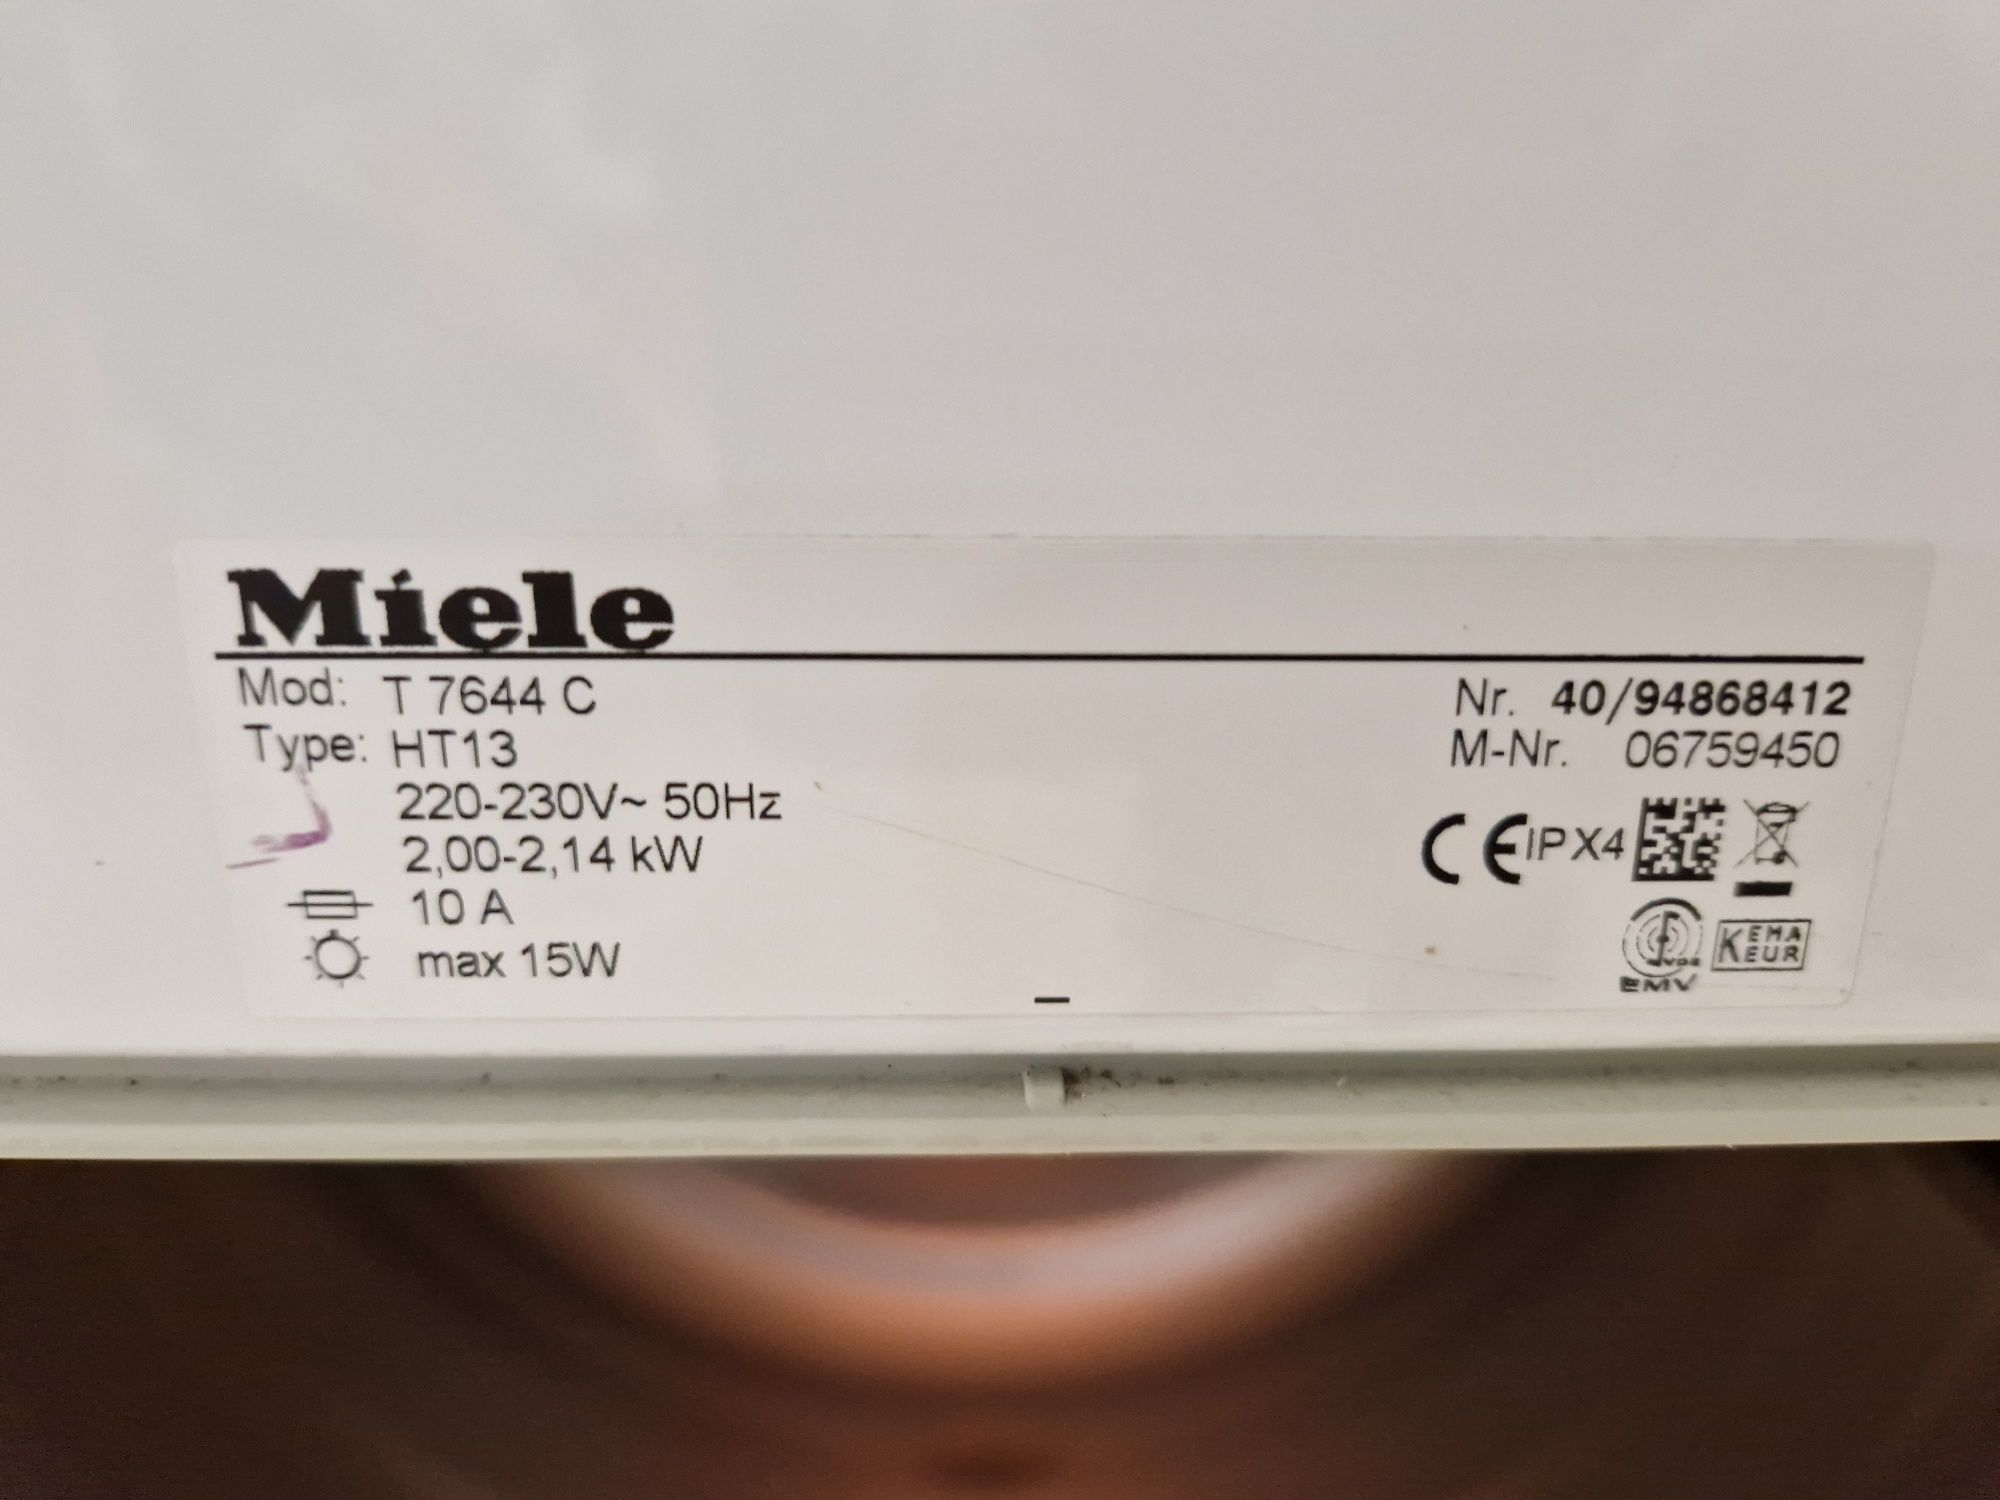 Miele
Mod: T 7644 C
Type: HT13
220-230V~ 50Hz
2,00-2,14 kW
10 A
max 15W
Nr. 40/94868412
M-Nr. 06759450
CE IPX4
VDE
EMV
KEMA
KEUR